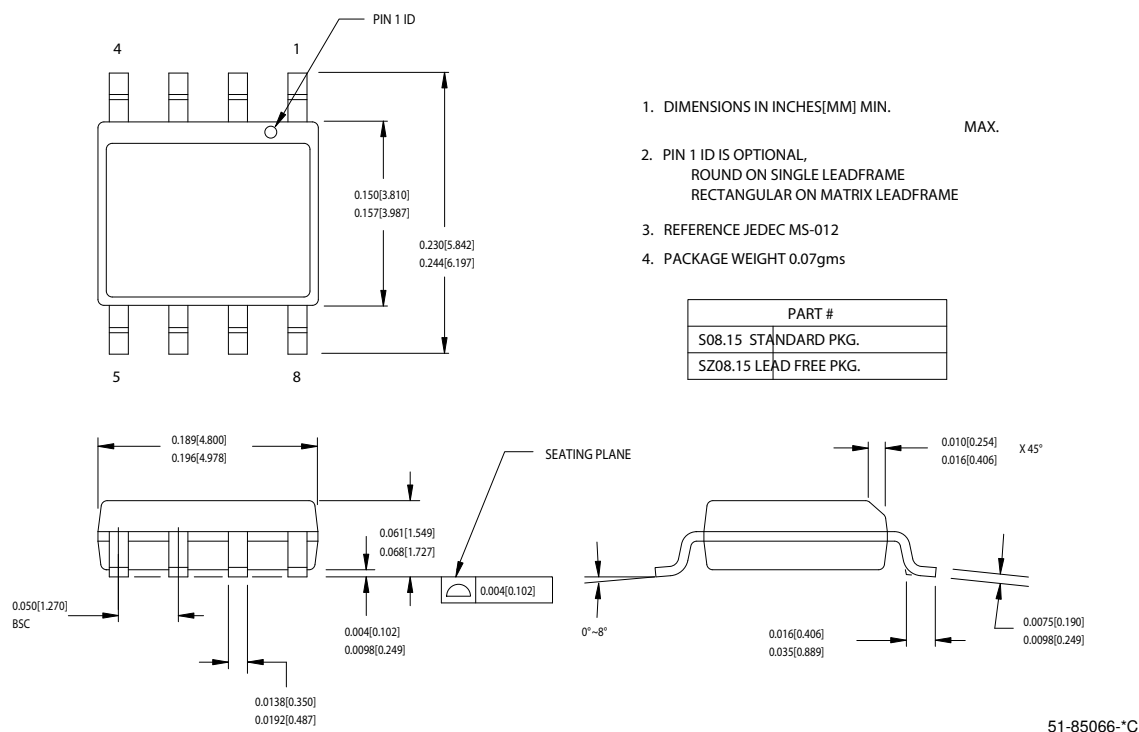 PIN 1 ID
4
1
0.150[3.810]
0.157[3.987]
0.230[5.842]
0.244[6.197]
5
8
1. DIMENSIONS IN INCHES[MM] MIN.
MAX.
2. PIN 1 ID IS OPTIONAL,
ROUND ON SINGLE LEADFRAME
RECTANGULAR ON MATRIX LEADFRAME
3. REFERENCE JEDEC MS-012
4. PACKAGE WEIGHT 0.07gms
PART #
S08.15 STANDARD PKG.
SZ08.15 LEAD FREE PKG.
0.189[4.800]
0.196[4.978]
SEATING PLANE
0.010[0.254]
0.016[0.406]
X 45°
0.061[1.549]
0.068[1.727]
0.004[0.102]
0.050[1.270]
BSC
0.004[0.102]
0.0098[0.249]
0°~8°
0.016[0.406]
0.035[0.889]
0.0075[0.190]
0.0098[0.249]
0.0138[0.350]
0.0192[0.487]
51-85066-*C